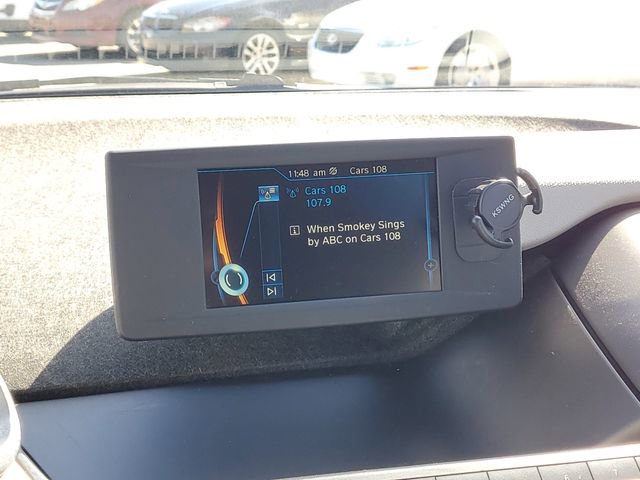 11:48 am Cars 108
Cars 108
107.9
When Smokey Sings
by ABC on Cars 108
KSWNG